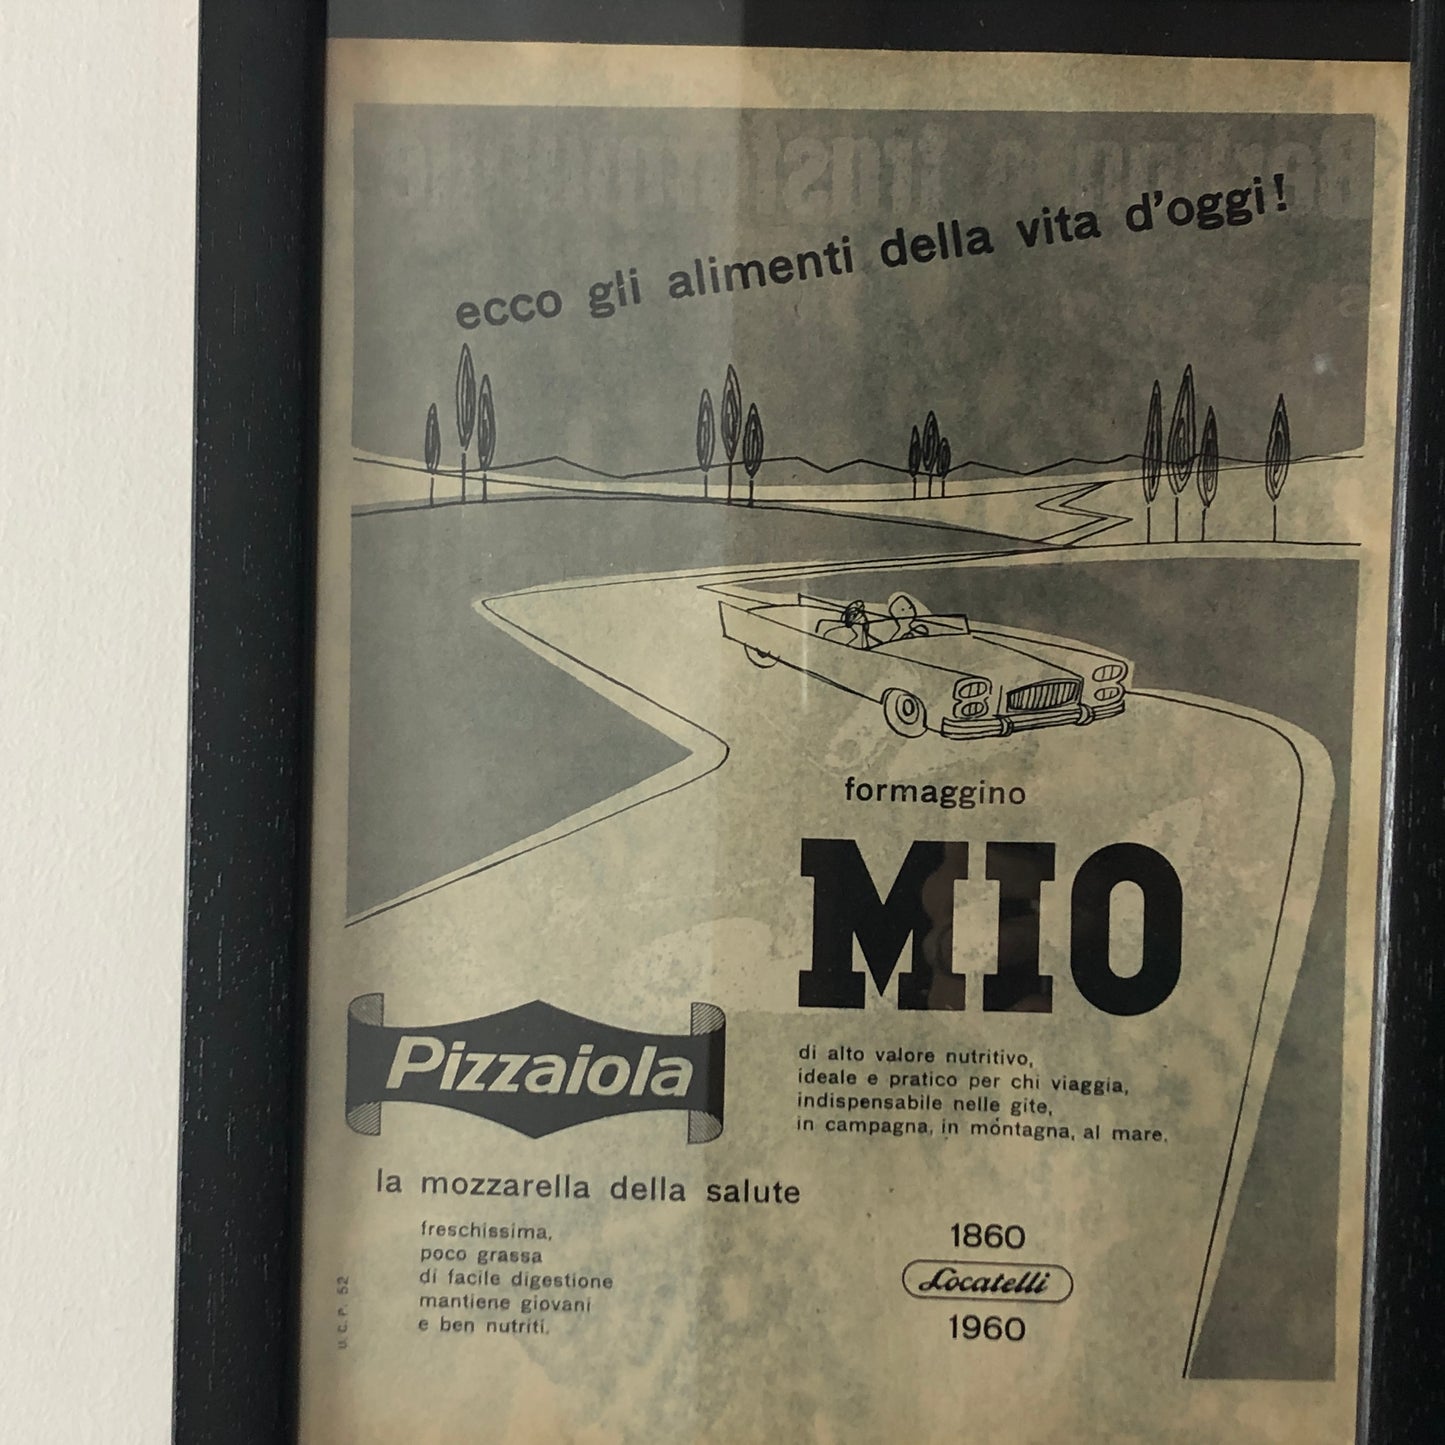 ecco gli alimenti della vita d'oggi!
formaggino
MIO
di alto valore nutritivo,
ideale e pratico per chi viaggia,
indispensabile nelle gite,
in campagna, in montagna, al mare.
Pizzaiola
la mozzarella della salute
freschissima,
poco grassa
di facile digestione
mantiene giovani
e ben nutriti.
1860
Locatelli
1960
U.C.P. 52